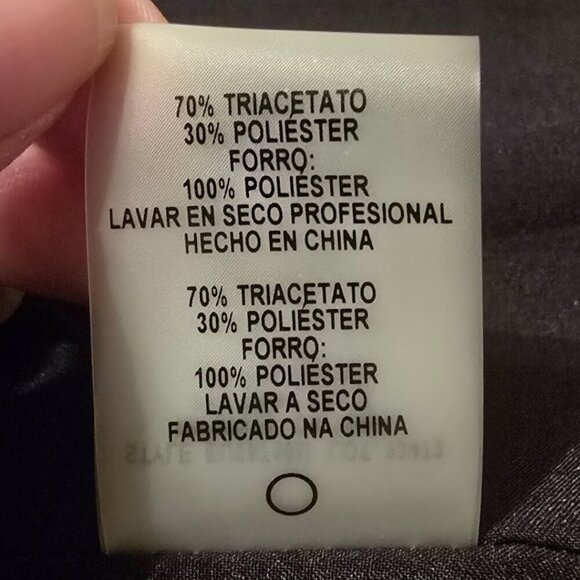 70% TRIACETATO
30% POLIÉSTER
FORRO:
100% POLIÉSTER
LAVAR EN SECO PROFESIONAL
HECHO EN CHINA
70% TRIACETATO
30% POLIÉSTER
FORRO:
100% POLIÉSTER
LAVAR A SECO
FABRICADO NA CHINA